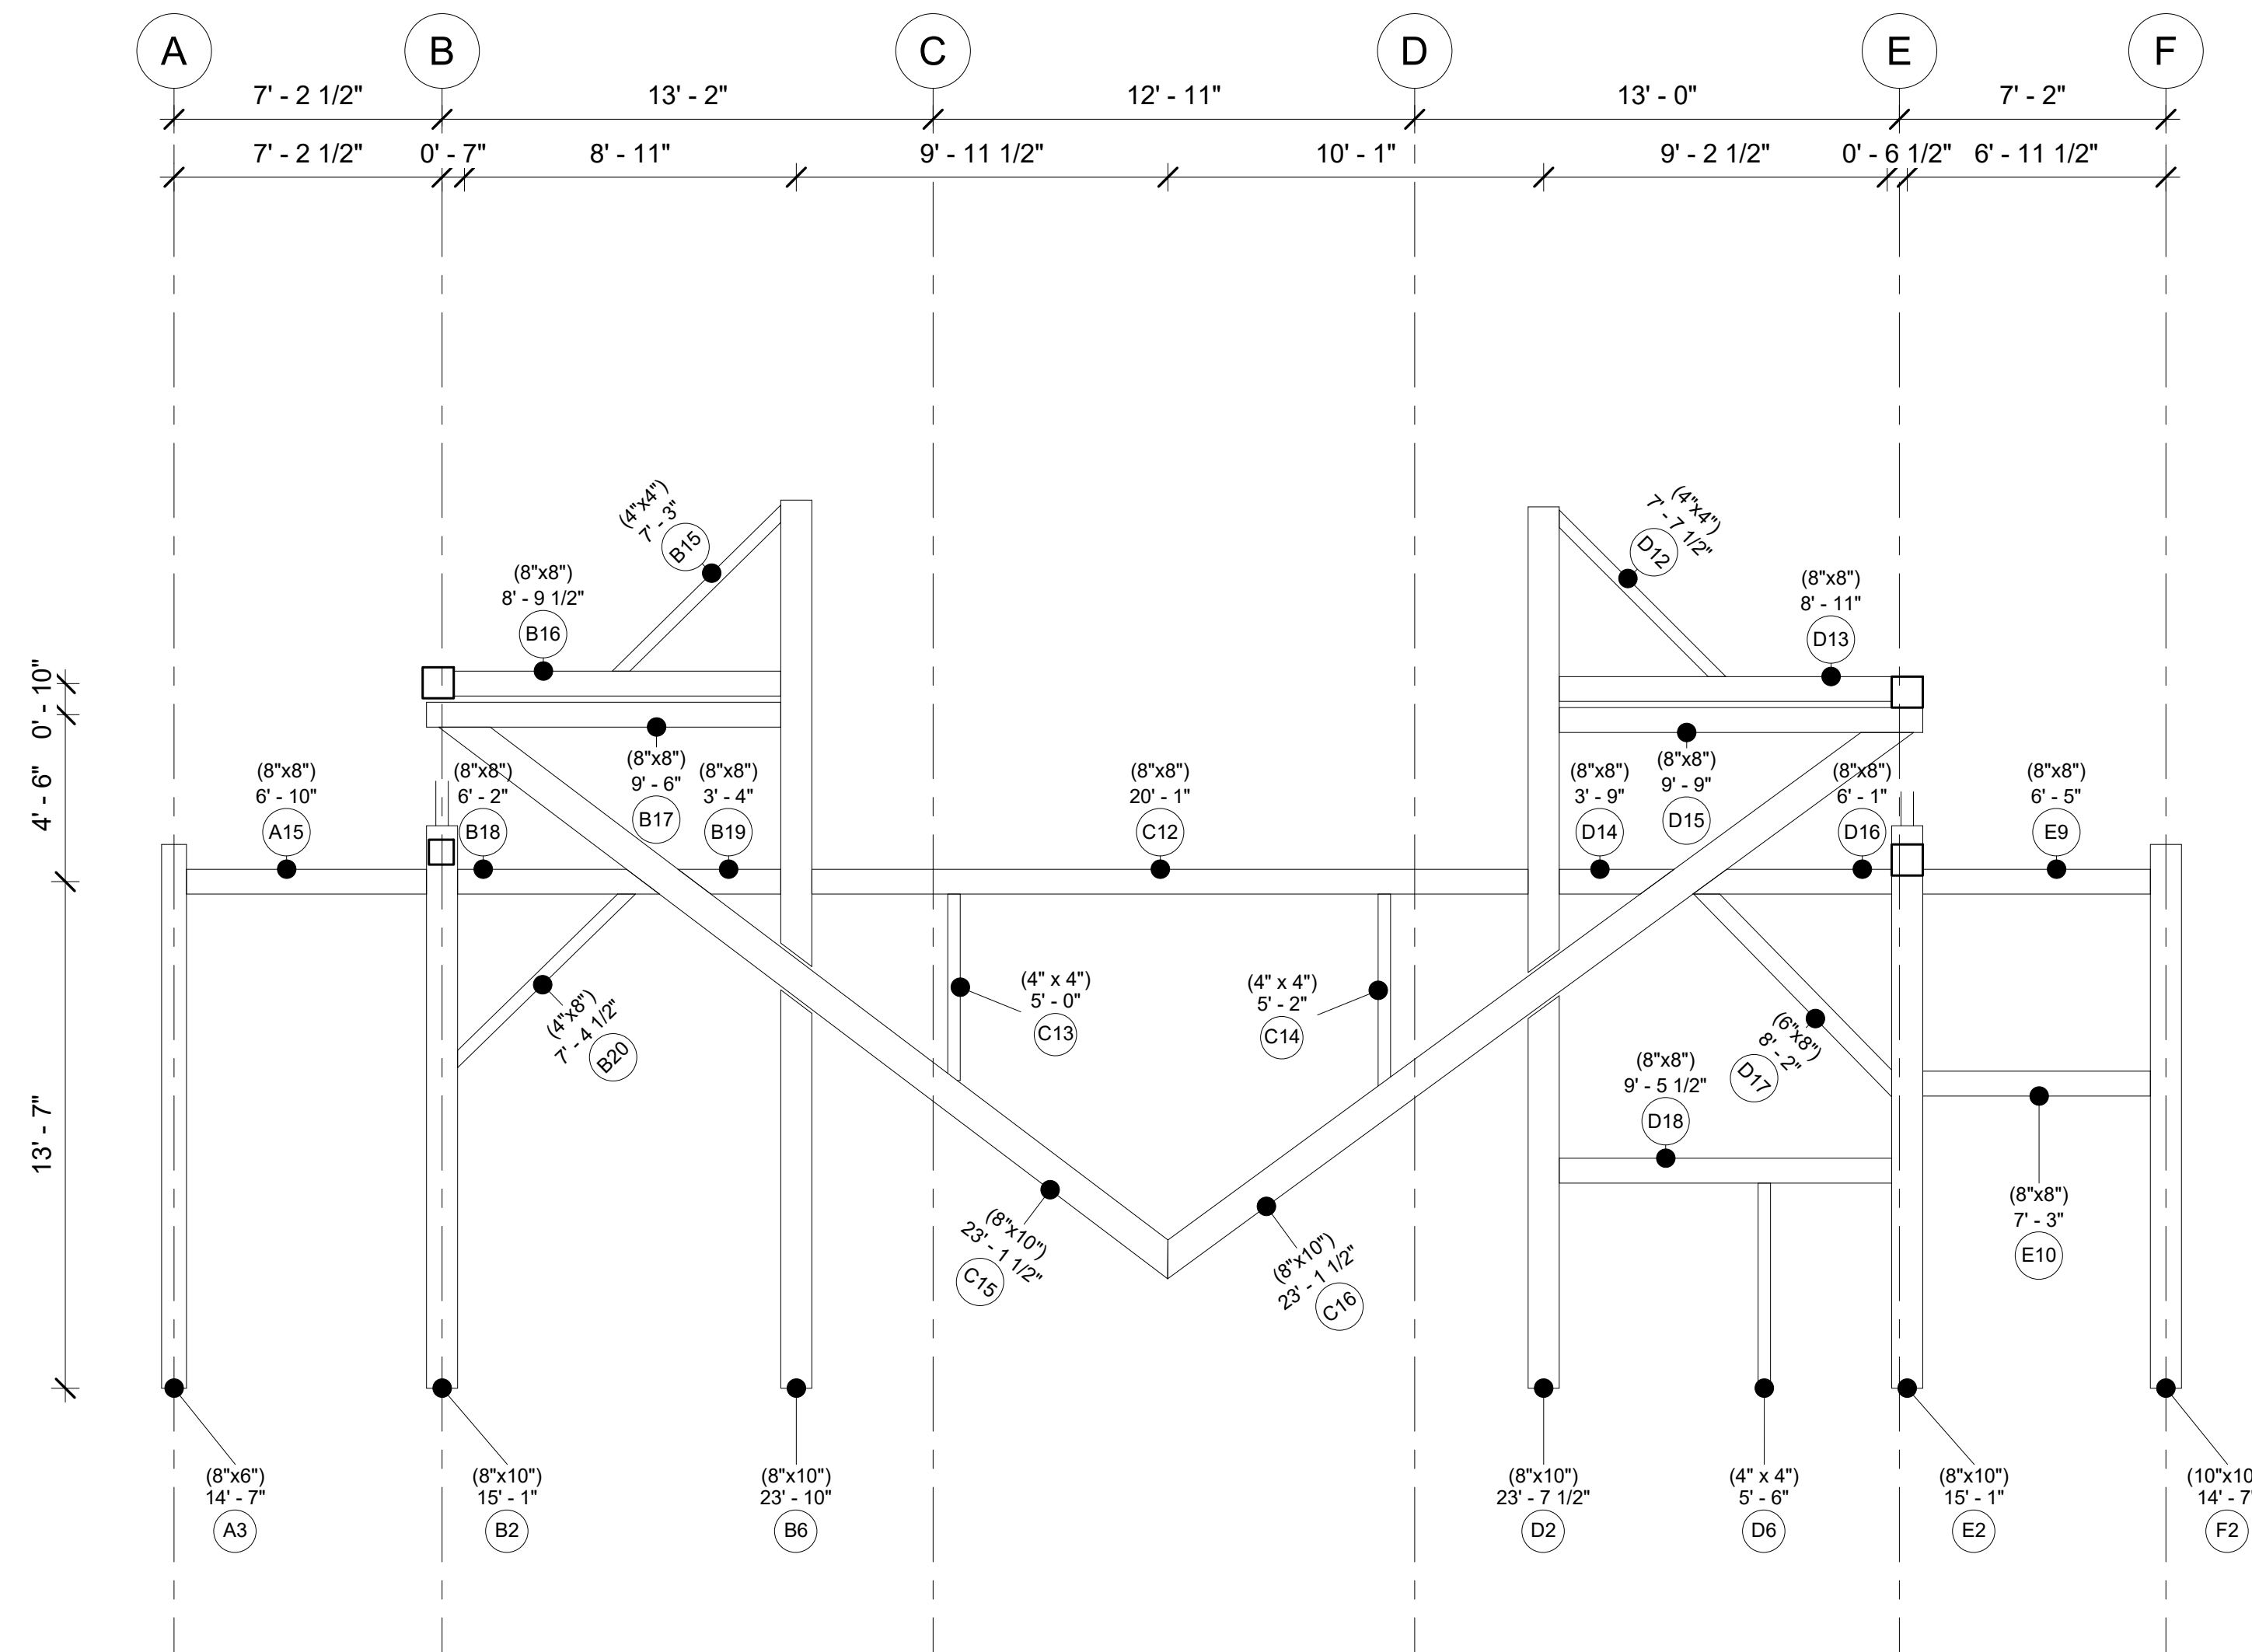 A B C D E F
7' - 2 1/2" 13' - 2" 12' - 11" 13' - 0" 7' - 2"
7' - 2 1/2" 0' - 7" 8' - 11" 9' - 11 1/2" 10' - 1" 9' - 2 1/2" 0' - 6 1/2" 6' - 11 1/2"
(4"x4")
7' - 3"
B15
(4"x4")
7' - 7 1/2"
D12
(8"x8")
8' - 9 1/2"
B16
(8"x8")
8' - 11"
D13
0' - 10"
4' - 6"
13' - 7"
(8"x8")
6' - 10"
A15
(8"x8")
6' - 2"
B18
(8"x8")
9' - 6"
B17
(8"x8")
3' - 4"
B19
(8"x8")
20' - 1"
C12
(8"x8")
3' - 9"
D14
(8"x8")
9' - 9"
D15
(8"x8")
6' - 1"
D16
(8"x8")
6' - 5"
E9
(4"x8")
7' - 4 1/2"
B20
(4" x 4")
5' - 0"
C13
(4" x 4")
5' - 2"
C14
(6"x8")
8' - 2"
D17
(8"x8")
9' - 5 1/2"
D18
(8"x8")
7' - 3"
E10
(8"x10")
23' - 1 1/2"
C15
(8"x10")
23' - 1 1/2"
C16
(8"x6")
14' - 7"
A3
(8"x10")
15' - 1"
B2
(8"x10")
23' - 10"
B6
(8"x10")
23' - 7 1/2"
D2
(4" x 4")
5' - 6"
D6
(8"x10")
15' - 1"
E2
(10"x10
14' - 7"
F2